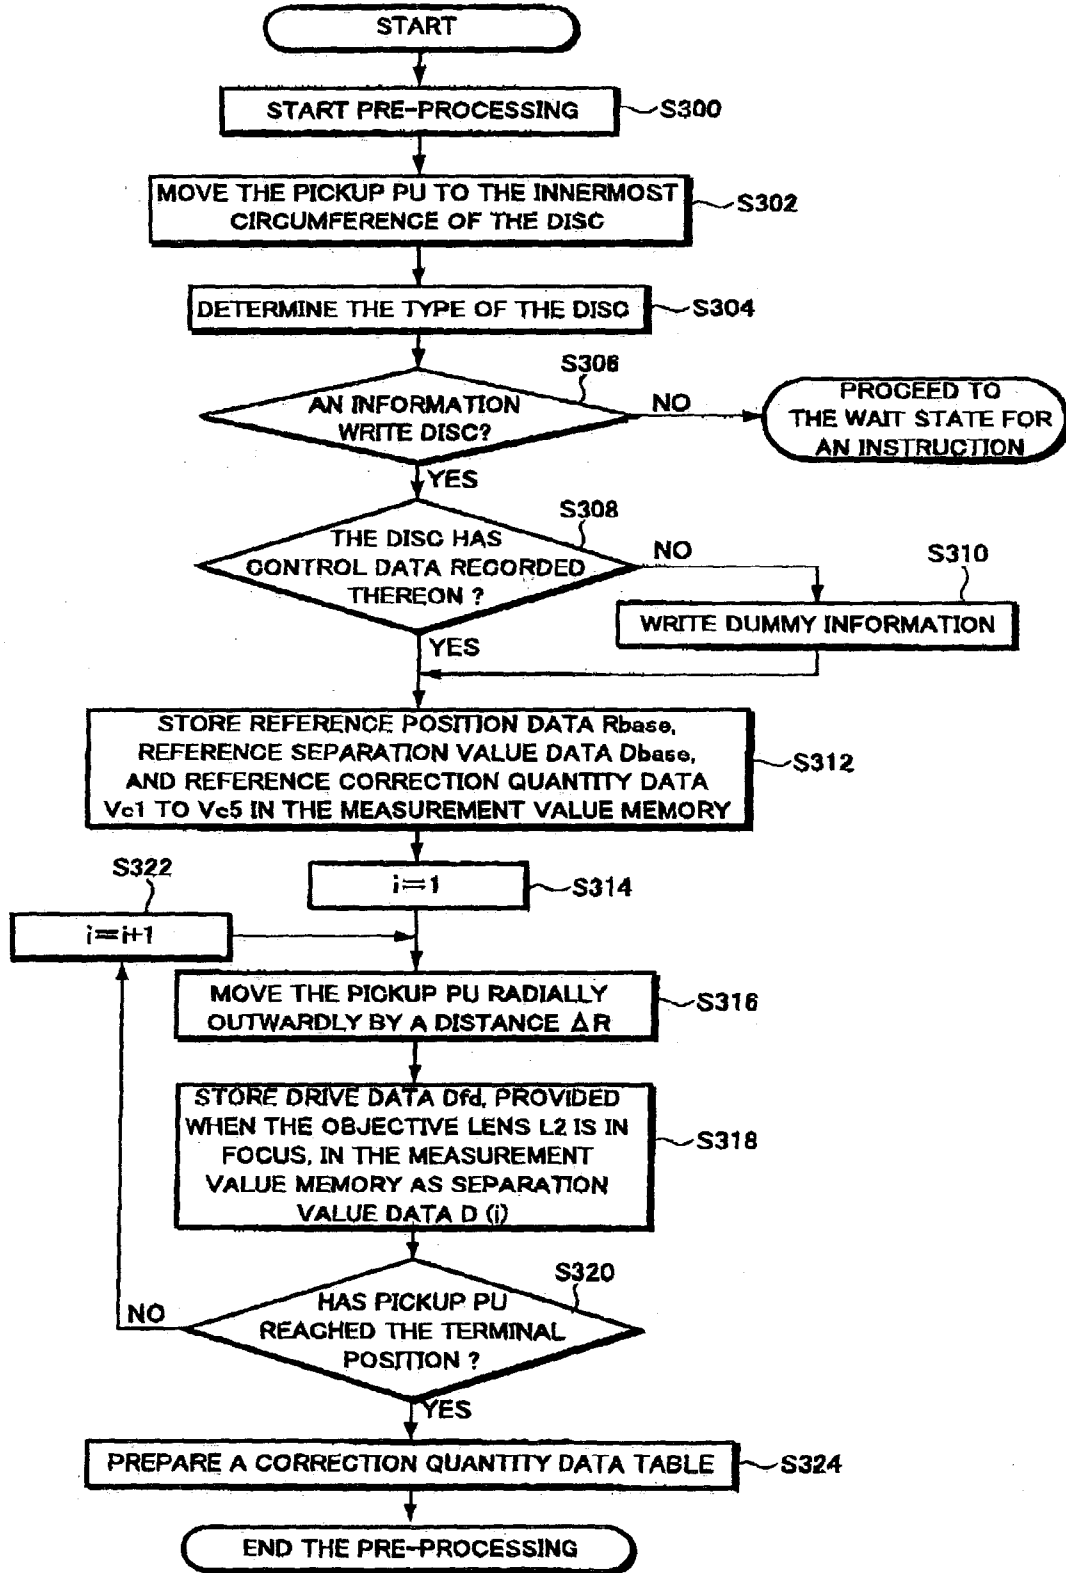 START
START PRE-PROCESSING
S300
MOVE THE PICKUP PU TO THE INNERMOST
CIRCUMFERENCE OF THE DISC
S302
DETERMINE THE TYPE OF THE DISC
S304
S306
AN INFORMATION
WRITE DISC?
NO
PROCEED TO
THE WAIT STATE FOR
AN INSTRUCTION
YES
S308
THE DISC HAS
CONTROL DATA RECORDED
THEREON ?
NO
S310
WRITE DUMMY INFORMATION
YES
STORE REFERENCE POSITION DATA Rbase,
REFERENCE SEPARATION VALUE DATA Dbase,
AND REFERENCE CORRECTION QUANTITY DATA
Vc1 TO Vc5 IN THE MEASUREMENT VALUE MEMORY
S312
i=1
S314
S322
i=i+1
MOVE THE PICKUP PU RADIALLY
OUTWARDLY BY A DISTANCE ΔR
S316
STORE DRIVE DATA Dfd, PROVIDED
WHEN THE OBJECTIVE LENS L2 IS IN
FOCUS, IN THE MEASUREMENT
VALUE MEMORY AS SEPARATION
VALUE DATA D (i)
S318
S320
HAS PICKUP PU
REACHED THE TERMINAL
POSITION ?
NO
YES
PREPARE A CORRECTION QUANTITY DATA TABLE
S324
END THE PRE-PROCESSING